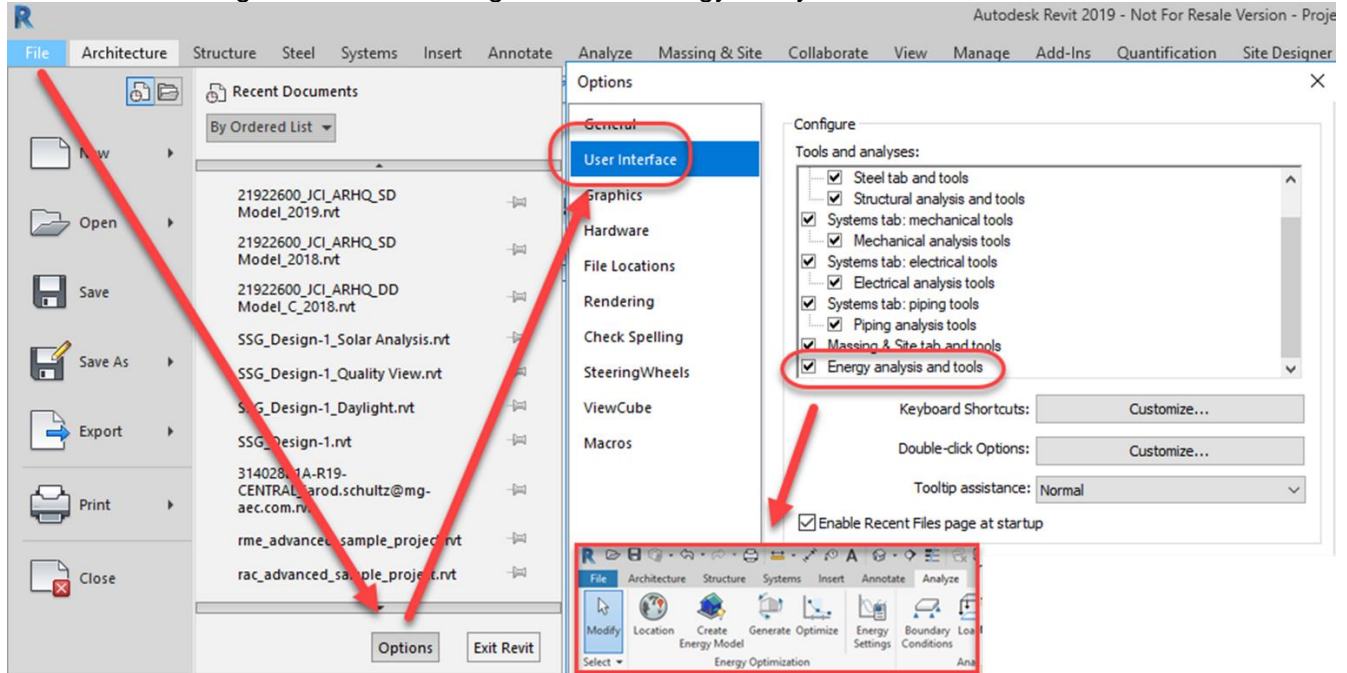 Autodesk Revit 2019 - Not For Resale Version - Proje
File Architecture Structure Steel Systems Insert Annotate Analyze Massing & Site Collaborate View Manage Add-Ins Quantification Site Designer
Recent Documents
By Ordered List
New
Open
Save
Save As
Export
Print
Close
21922600_JCI_ARHQ_SD
Model_2019.rvt
21922600_JCI_ARHQ_SD
Model_2018.rvt
21922600_JCI_ARHQ_DD
Model_C_2018.rvt
SSG_Design-1_Solar Analysis.rvt
SSG_Design-1_Quality View.rvt
SSG_Design-1_Daylight.rvt
SSG_Design-1.rvt
aec.com.rvt
rme_advanced_sample_project.rvt
rac_advanced_sample_project.rvt
Options
Exit Revit
Options
General
User Interface
Graphics
Hardware
File Locations
Rendering
Check Spelling
SteeringWheels
ViewCube
Macros
Configure
Tools and analyses:
Steel tab and tools
Structural analysis and tools
Systems tab: mechanical tools
Mechanical analysis tools
Systems tab: electrical tools
Electrical analysis tools
Systems tab: piping tools
Piping analysis tools
Massing & Site tab and tools
Energy analysis and tools
Keyboard Shortcuts: Customize...
Double-click Options: Customize...
Tooltip assistance: Normal
Enable Recent Files page at startup
File Architecture Structure Systems Insert Annotate Analyze
Modify
Location
Create
Energy Model
Generate
Optimize
Energy
Settings
Boundary
Conditions
Select
Energy Optimization